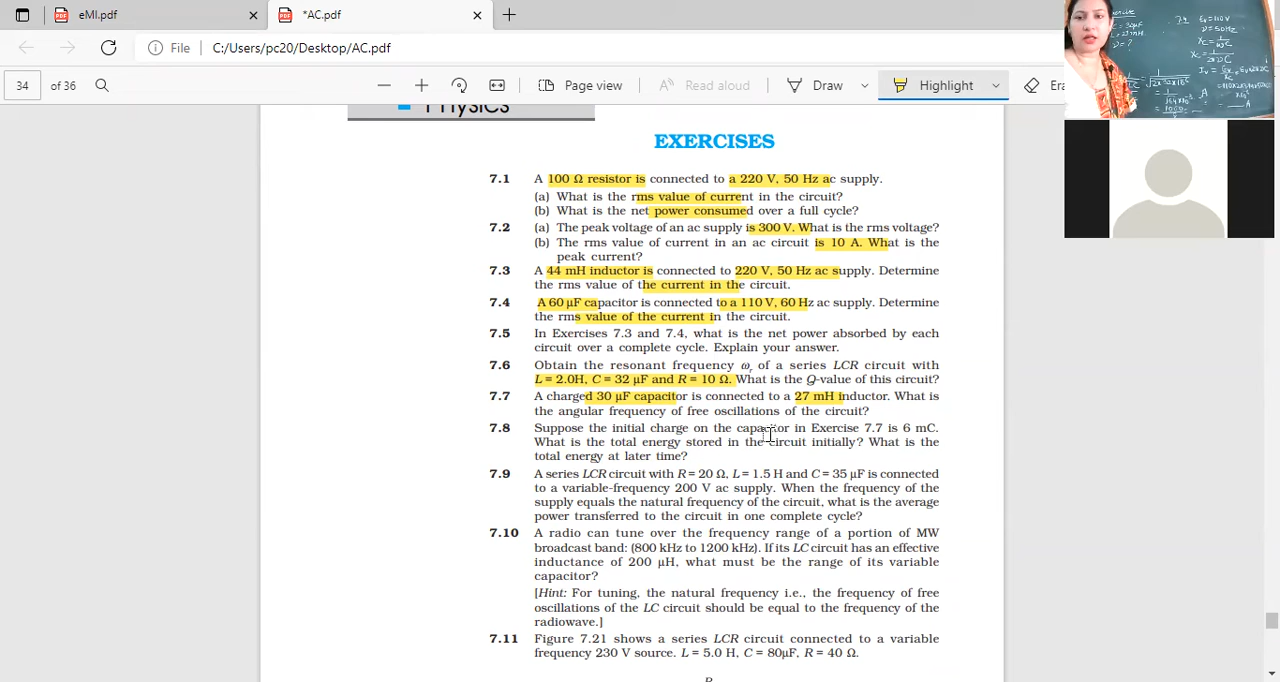 eMI.pdf
*AC.pdf
File
C:/Users/pc20/Desktop/AC.pdf
34 of 36
Page view
Read aloud
Draw
Highlight
Era
Physics
EXERCISES
7.1 A 100 Ω resistor is connected to a 220 V, 50 Hz ac supply.
(a) What is the rms value of current in the circuit?
(b) What is the net power consumed over a full cycle?
7.2 (a) The peak voltage of an ac supply is 300 V. What is the rms voltage?
(b) The rms value of current in an ac circuit is 10 A. What is the
peak current?
7.3 A 44 mH inductor is connected to 220 V, 50 Hz ac supply. Determine
the rms value of the current in the circuit.
7.4 A 60 μF capacitor is connected to a 110 V, 60 Hz ac supply. Determine
the rms value of the current in the circuit.
7.5 In Exercises 7.3 and 7.4, what is the net power absorbed by each
circuit over a complete cycle. Explain your answer.
7.6 Obtain the resonant frequency ωr of a series LCR circuit with
L = 2.0H, C = 32 μF and R = 10 Ω. What is the Q-value of this circuit?
7.7 A charged 30 μF capacitor is connected to a 27 mH inductor. What is
the angular frequency of free oscillations of the circuit?
7.8 Suppose the initial charge on the capacitor in Exercise 7.7 is 6 mC.
What is the total energy stored in the circuit initially? What is the
total energy at later time?
7.9 A series LCR circuit with R = 20 Ω, L = 1.5 H and C = 35 μF is connected
to a variable-frequency 200 V ac supply. When the frequency of the
supply equals the natural frequency of the circuit, what is the average
power transferred to the circuit in one complete cycle?
7.10 A radio can tune over the frequency range of a portion of MW
broadcast band: (800 kHz to 1200 kHz). If its LC circuit has an effective
inductance of 200 μH, what must be the range of its variable
capacitor?
[Hint: For tuning, the natural frequency i.e., the frequency of free
oscillations of the LC circuit should be equal to the frequency of the
radiowave.]
7.11 Figure 7.21 shows a series LCR circuit connected to a variable
frequency 230 V source. L = 5.0 H, C = 80μF, R = 40 Ω.